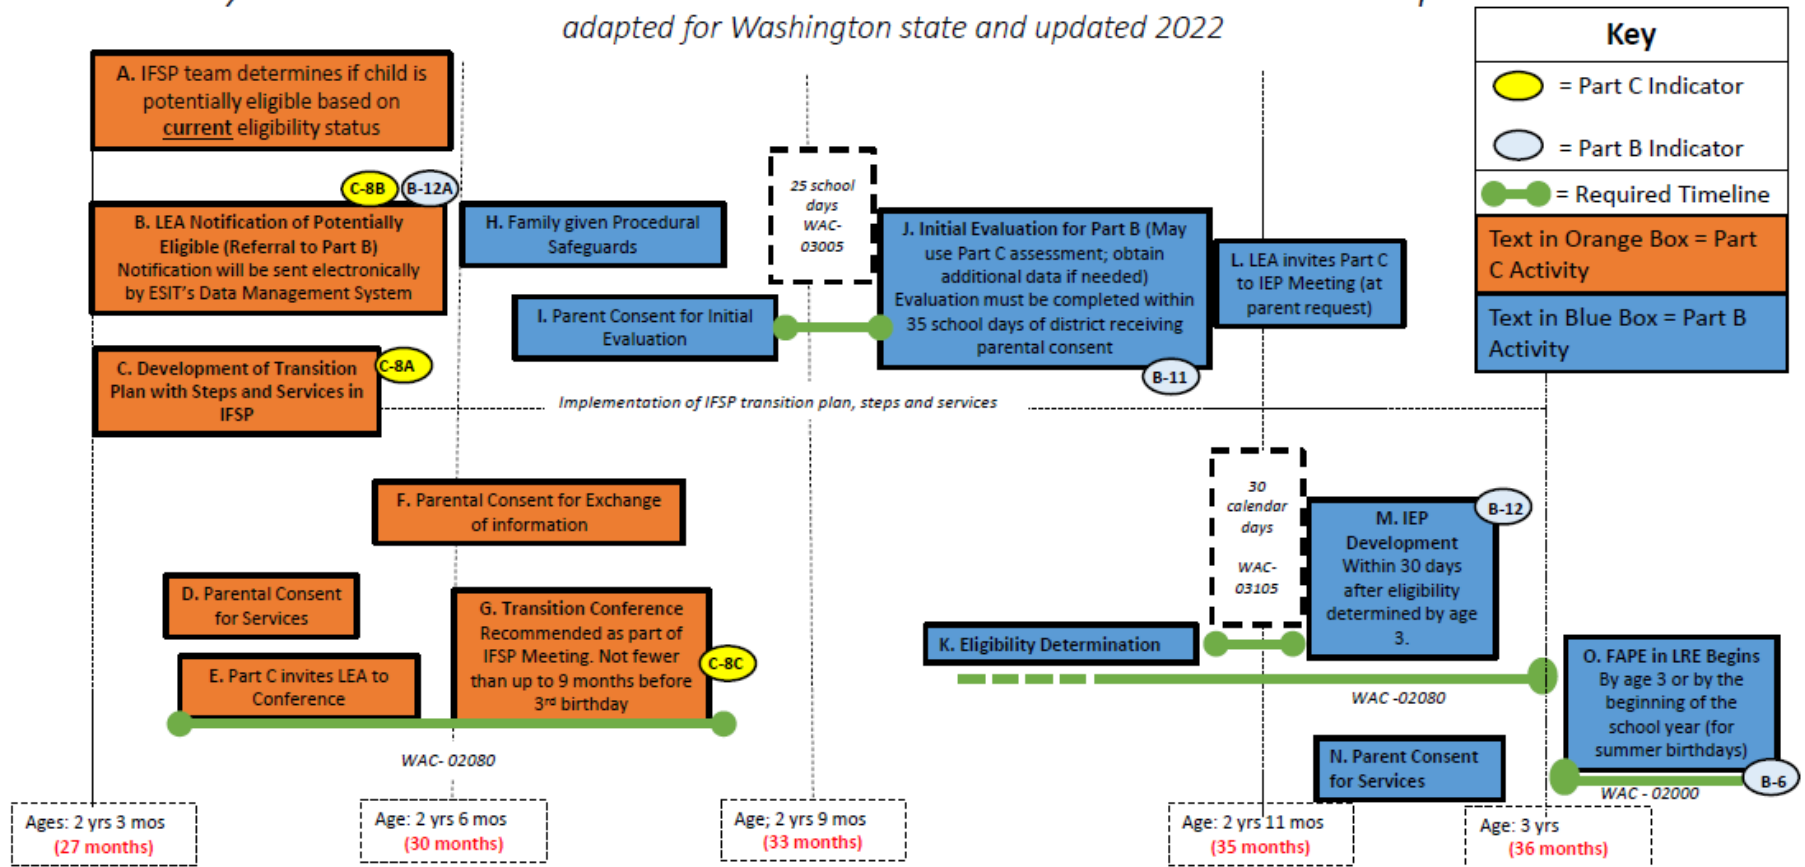 adapted for Washington state and updated 2022
Key
= Part C Indicator
= Part B Indicator
= Required Timeline
Text in Orange Box = Part
C Activity
Text in Blue Box = Part B
Activity
A. IFSP team determines if child is
potentially eligible based on
current eligibility status
C-8B
B-12A
B. LEA Notification of Potentially
Eligible (Referral to Part B)
Notification will be sent electronically
by ESIT's Data Management System
H. Family given Procedural
Safeguards
25 school
days
WAC-
03005
J. Initial Evaluation for Part B (May
use Part C assessment; obtain
additional data if needed)
Evaluation must be completed within
35 school days of district receiving
parental consent
B-11
L. LEA invites Part C
to IEP Meeting (at
parent request)
I. Parent Consent for Initial
Evaluation
C. Development of Transition
Plan with Steps and Services in
IFSP
C-8A
Implementation of IFSP transition plan, steps and services
F. Parental Consent for Exchange
of information
30
calendar
days
WAC-
03105
M. IEP
Development
Within 30 days
after eligibility
determined by age
3.
B-12
D. Parental Consent
for Services
G. Transition Conference
Recommended as part of
IFSP Meeting. Not fewer
than up to 9 months before
3rd birthday
C-8C
E. Part C invites LEA to
Conference
WAC- 02080
K. Eligibility Determination
WAC -02080
O. FAPE in LRE Begins
By age 3 or by the
beginning of the
school year (for
summer birthdays)
B-6
WAC - 02000
N. Parent Consent
for Services
Ages: 2 yrs 3 mos
(27 months)
Age: 2 yrs 6 mos
(30 months)
Age; 2 yrs 9 mos
(33 months)
Age: 2 yrs 11 mos
(35 months)
Age: 3 yrs
(36 months)